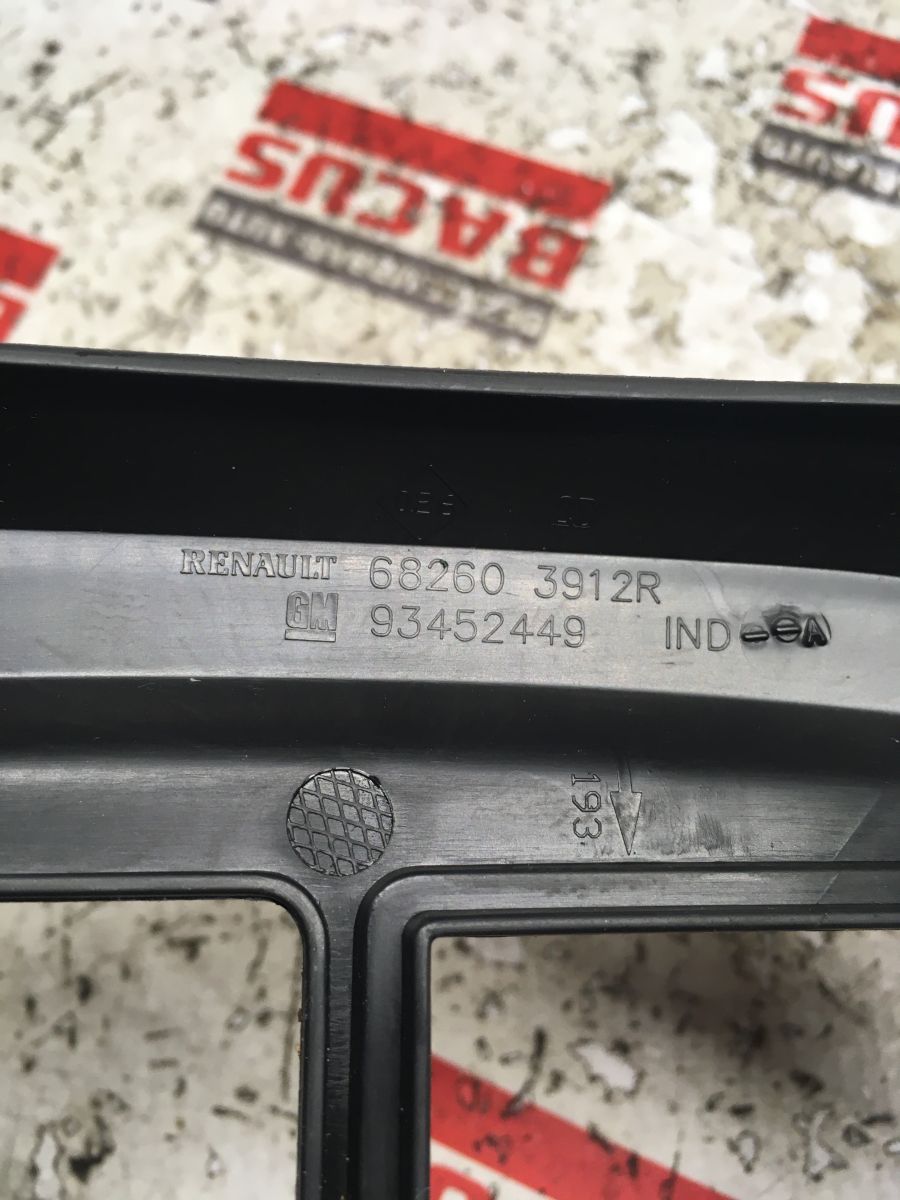 BACUS
RENAULT 68260 3912R
GM 93452449 IND A
193